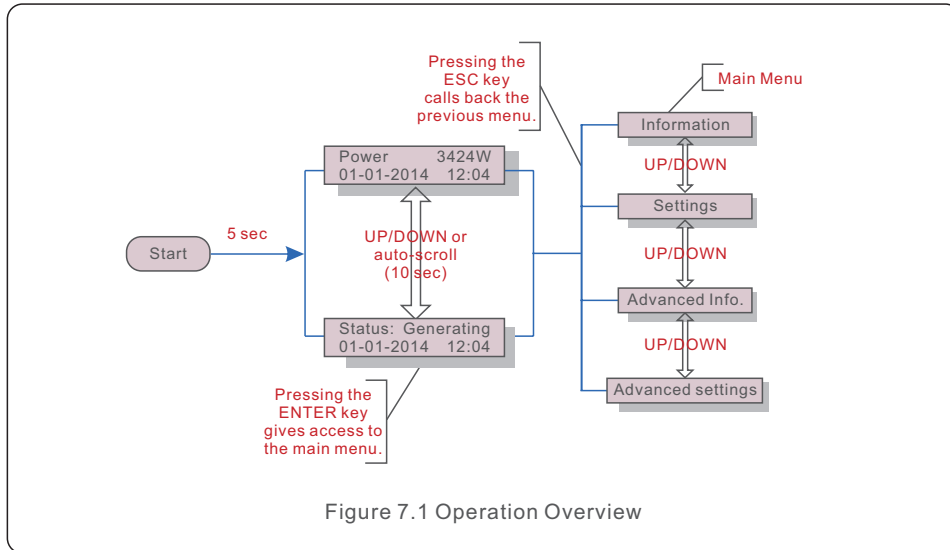 Pressing the
ESC key
calls back the
previous menu.
Main Menu
Information
UP/DOWN
Settings
UP/DOWN
Advanced Info.
UP/DOWN
Advanced settings
Start
5 sec
Power 3424W
01-01-2014 12:04
UP/DOWN or
auto-scroll
(10 sec)
Status: Generating
01-01-2014 12:04
Pressing the
ENTER key
gives access to
the main menu.
Figure 7.1 Operation Overview